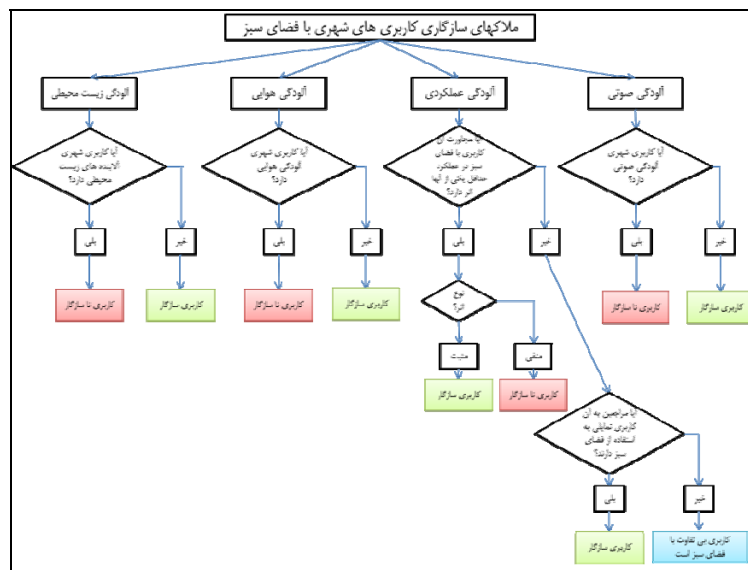 ملاکهای سازگاری کاربری های شهری با فضای سبز
آلودگی صوتی
آلودگی عملکردی
آلودگی هوایی
آلودگی زیست محیطی
آیا کاربری شهری
آلودگی صوتی
دارد؟
آیا مجاورت آن
کاربری با فضای
سبز در عملکرد
حداقل یکی از آنها
اثر دارد؟
آیا کاربری شهری
آلودگی هوایی
دارد؟
آیا کاربری شهری
آلاینده های زیست
محیطی دارد؟
خیر
بلی
خیر
بلی
خیر
بلی
خیر
بلی
کاربری سازگار
کاربری نا سازگار
نوع
اثر؟
کاربری سازگار
کاربری نا سازگار
کاربری سازگار
کاربری نا سازگار
منفی
مثبت
کاربری نا سازگار
کاربری سازگار
آیا مراجعین به آن
کاربری تمایلی به
استفاده از فضای
سبز دارند؟
خیر
بلی
کاربری بی تفاوت با
فضای سبز است
کاربری سازگار